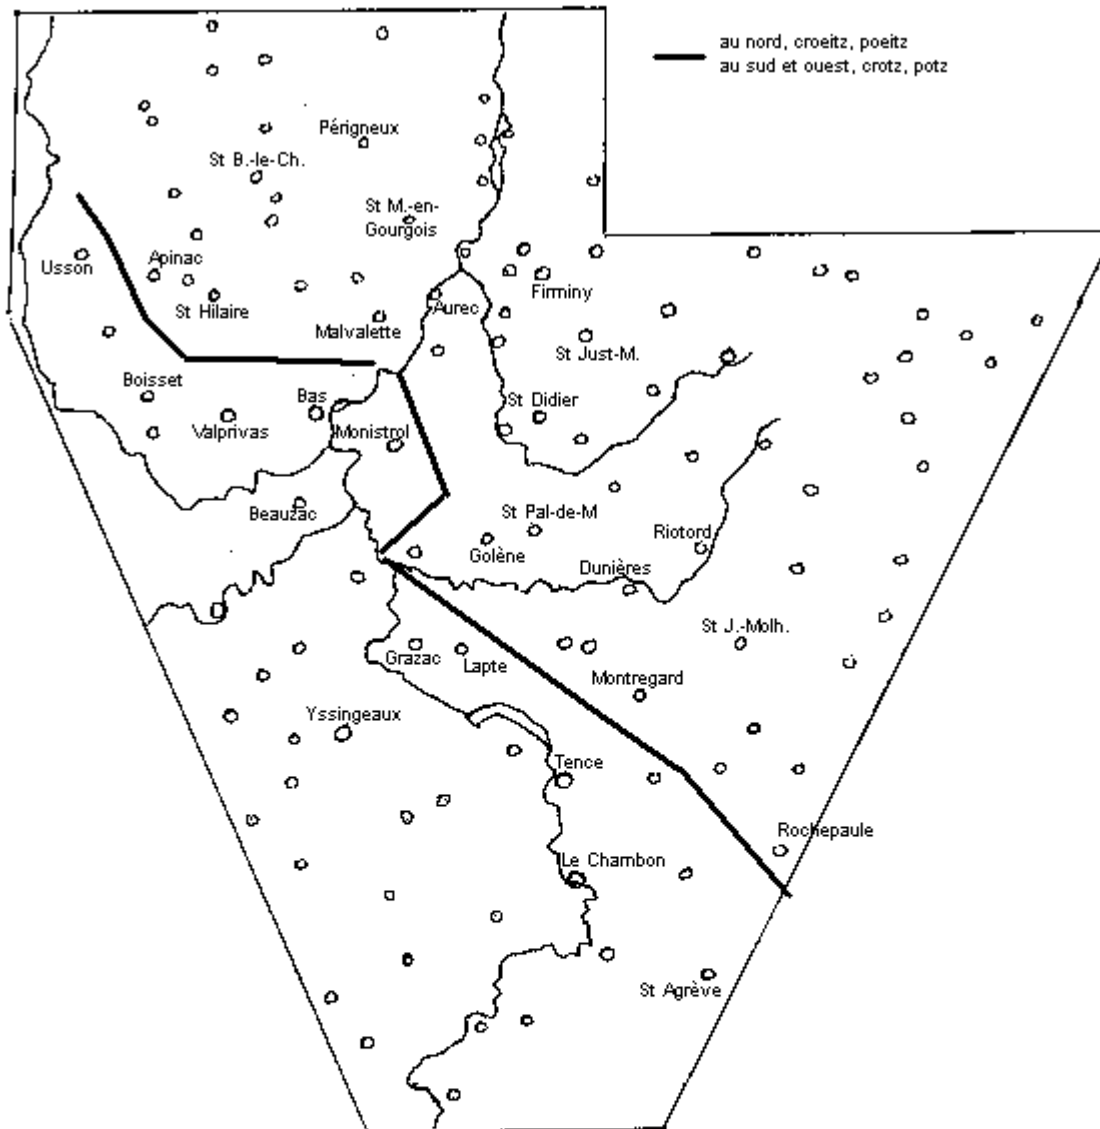 au nord, croeitz, poeitz
au sud et ouest, crotz, potz
Périgneux
St B.-le-Ch.
St M.-en-
Gourgois
Usson
Apinac
St Hilaire
Malvalette
Aurec
Firminy
St Just-M.
Boisset
Valprivas
Bas
Monistrol
St Didier
Beauzac
St Pal-de-M
Golène
Riotord
Dunières
St J.-Molh.
Grazac
Lapte
Montregard
Yssingeaux
Tence
Rochepaule
Le Chambon
St Agrève